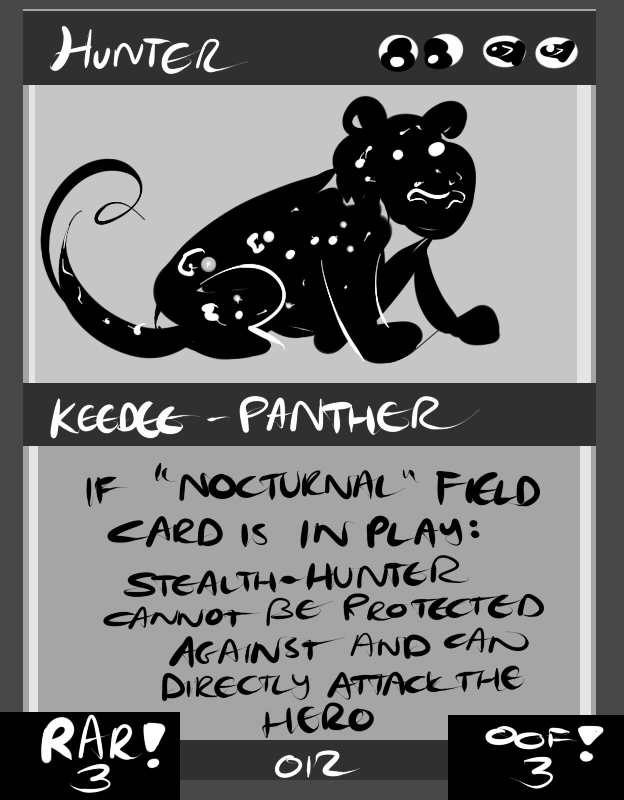 HUNTER
KEEDEE - PANTHER
IF "NOCTURNAL" FIELD
CARD IS IN PLAY:
STEALTH-HUNTER
CANNOT BE PROTECTED
AGAINST AND CAN
DIRECTLY ATTACK THE
HERO
RAR!
3
012
OOF!
3